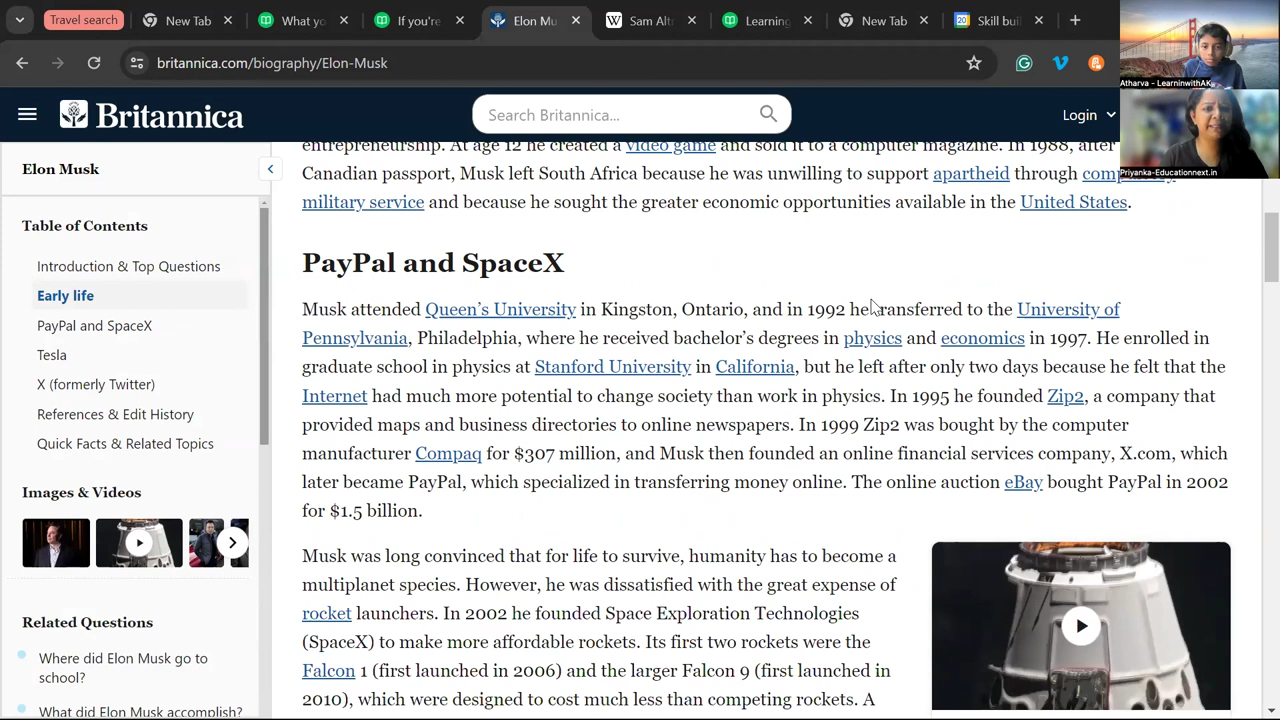 Travel search
New Tab
What yo
If you're
Elon Mu
Sam Altr
Learning
New Tab
20
Skill bui
britannica.com/biography/Elon-Musk
Atharva - LearninwithAK
Britannica
Search Britannica...
Login
Priyanka-Educationnext.in
Elon Musk
Table of Contents
Introduction & Top Questions
Early life
PayPal and SpaceX
Tesla
X (formerly Twitter)
References & Edit History
Quick Facts & Related Topics
Images & Videos
Related Questions
Where did Elon Musk go to
school?
What did Elon Musk accomplish?
entrepreneurship. At age 12 he created a video game and sold it to a computer magazine. In 1988, after
Canadian passport, Musk left South Africa because he was unwilling to support apartheid through
military service and because he sought the greater economic opportunities available in the United States.
PayPal and SpaceX
Musk attended Queen's University in Kingston, Ontario, and in 1992 he transferred to the University of
Pennsylvania, Philadelphia, where he received bachelor's degrees in physics and economics in 1997. He enrolled in
graduate school in physics at Stanford University in California, but he left after only two days because he felt that the
Internet had much more potential to change society than work in physics. In 1995 he founded Zip2, a company that
provided maps and business directories to online newspapers. In 1999 Zip2 was bought by the computer
manufacturer Compaq for $307 million, and Musk then founded an online financial services company, X.com, which
later became PayPal, which specialized in transferring money online. The online auction eBay bought PayPal in 2002
for $1.5 billion.
Musk was long convinced that for life to survive, humanity has to become a
multiplanet species. However, he was dissatisfied with the great expense of
rocket launchers. In 2002 he founded Space Exploration Technologies
(SpaceX) to make more affordable rockets. Its first two rockets were the
Falcon 1 (first launched in 2006) and the larger Falcon 9 (first launched in
2010), which were designed to cost much less than competing rockets. A